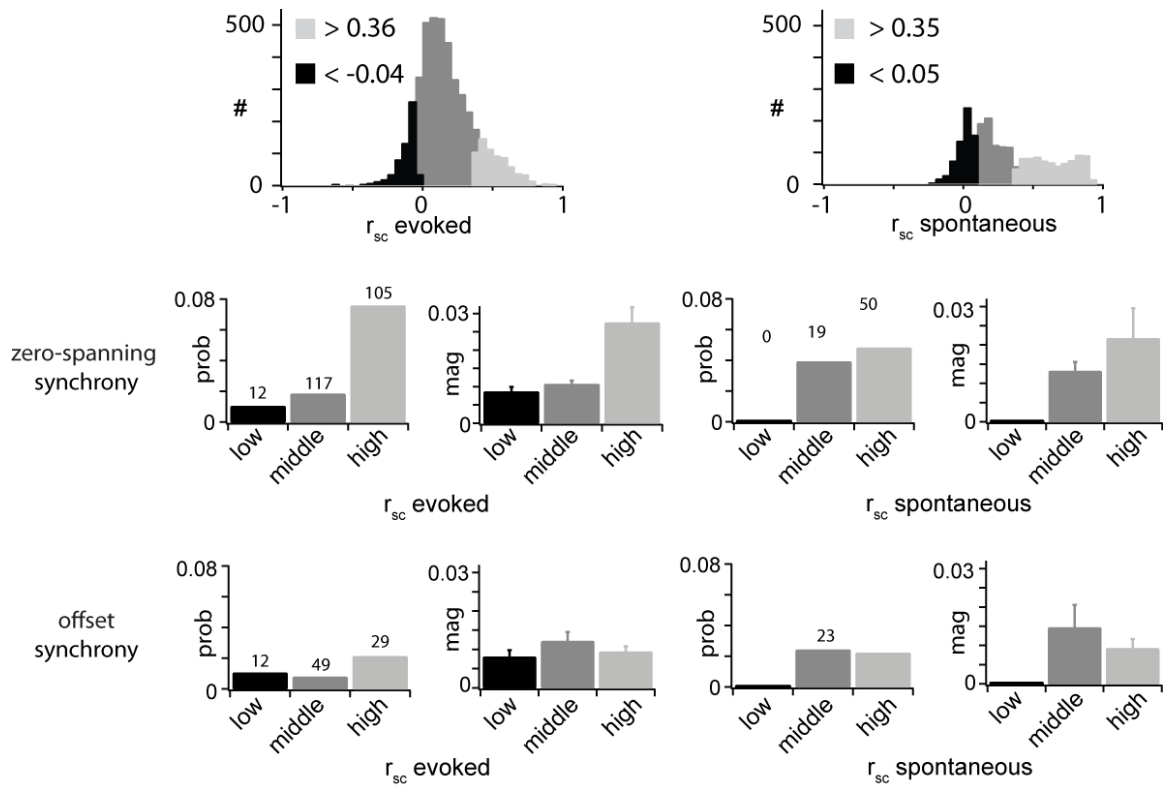 500
#
0
> 0.36
< -0.04
-1 0 1
r_sc evoked
500
#
0
> 0.35
< 0.05
-1 0 1
r_sc spontaneous
zero-spanning
synchrony
0.08
prob
0
12 117 105
low middle high
0.03
mag
0
low middle high
r_sc evoked
0.08
prob
0
0 19 50
low middle high
0.03
mag
0
low middle high
r_sc spontaneous
offset
synchrony
0.08
prob
0
12 49 29
low middle high
0.03
mag
0
low middle high
r_sc evoked
0.08
prob
0
23
low middle high
0.03
mag
0
low middle high
r_sc spontaneous